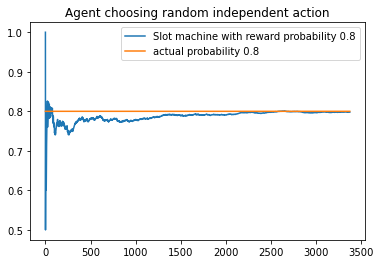 Agent choosing random independent action
Slot machine with reward probability 0.8
actual probability 0.8
1.0
0.9
0.8
0.7
0.6
0.5
0 500 1000 1500 2000 2500 3000 3500